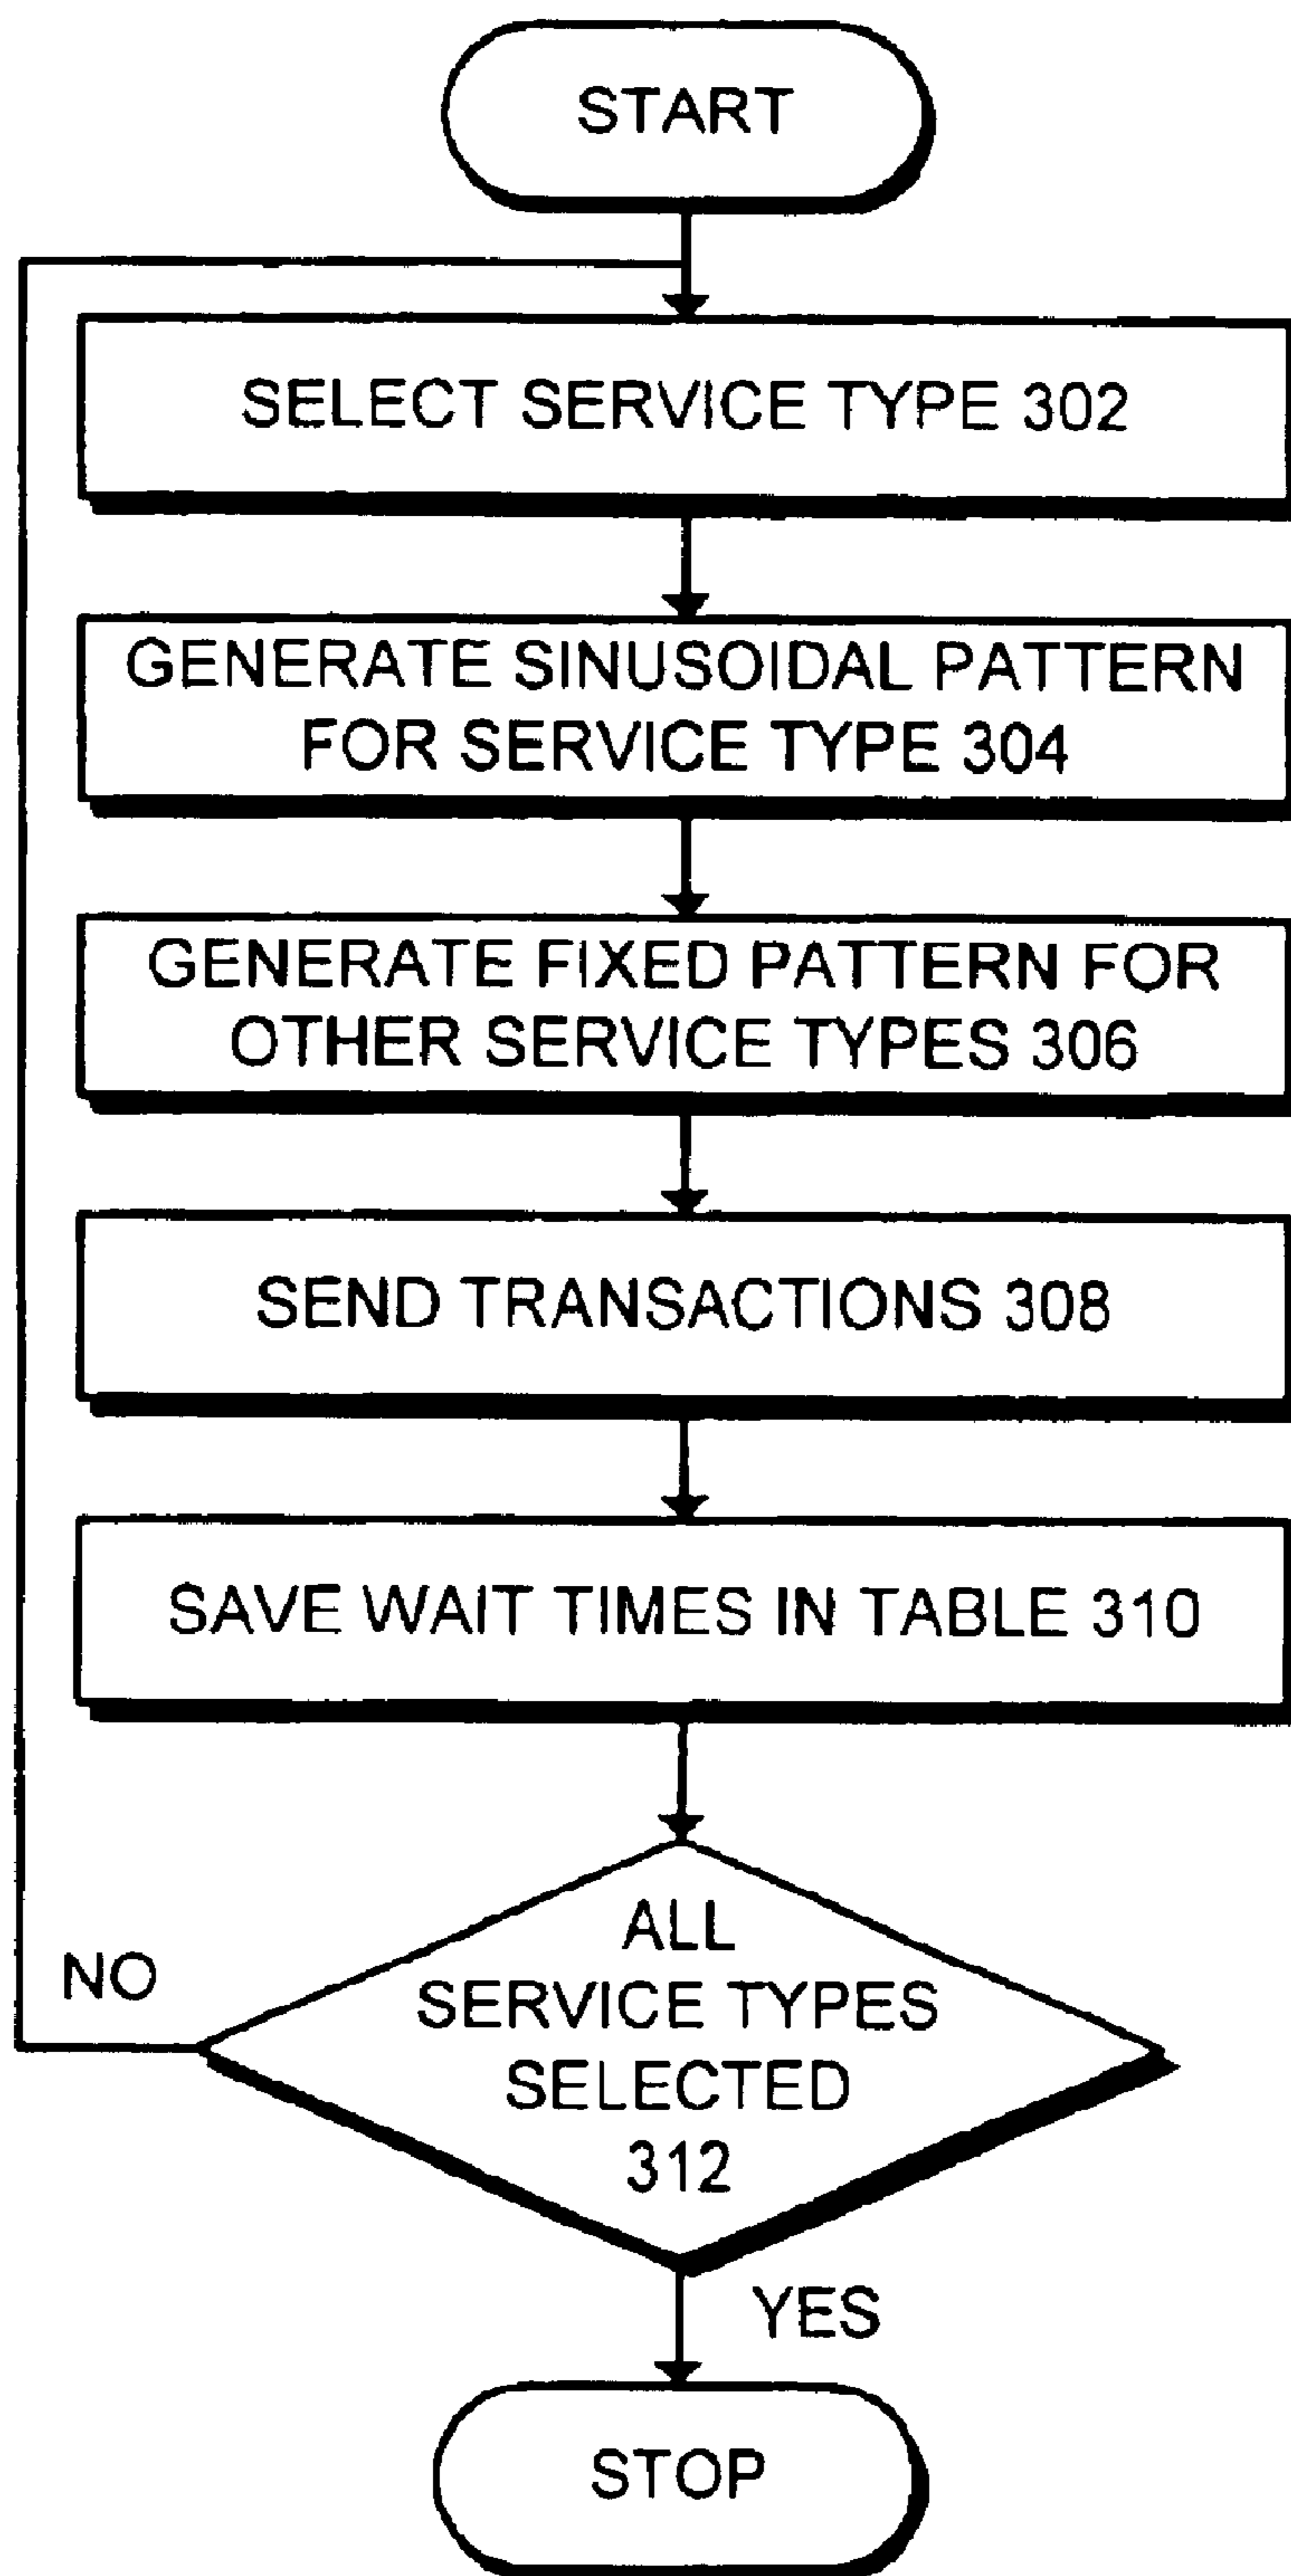 START
SELECT SERVICE TYPE 302
GENERATE SINUSOIDAL PATTERN
FOR SERVICE TYPE 304
GENERATE FIXED PATTERN FOR
OTHER SERVICE TYPES 306
SEND TRANSACTIONS 308
SAVE WAIT TIMES IN TABLE 310
ALL
SERVICE TYPES
SELECTED
312
NO
YES
STOP